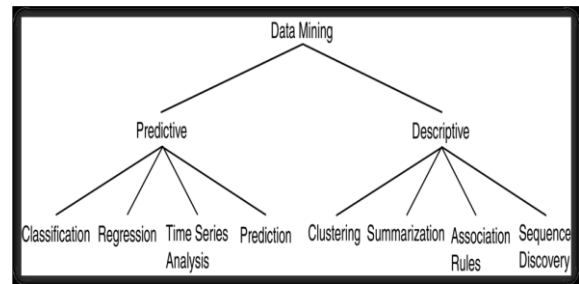 Data Mining
Predictive Descriptive
Classification Regression Time Series Prediction Clustering Summarization Association Sequence
Analysis Rules Discovery